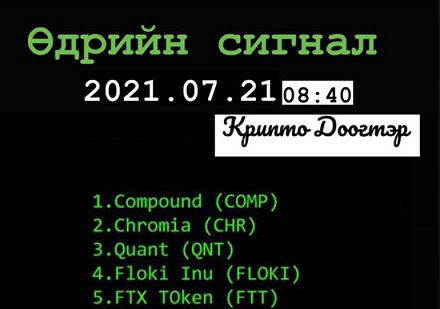 Өдрийн сигнал
2021.07.21 08:40
Крипто Доогтэр
1.Compound (COMP)
2.Chromia (CHR)
3.Quant (QNT)
4.Floki Inu (FLOKI)
5.FTX TOken (FTT)